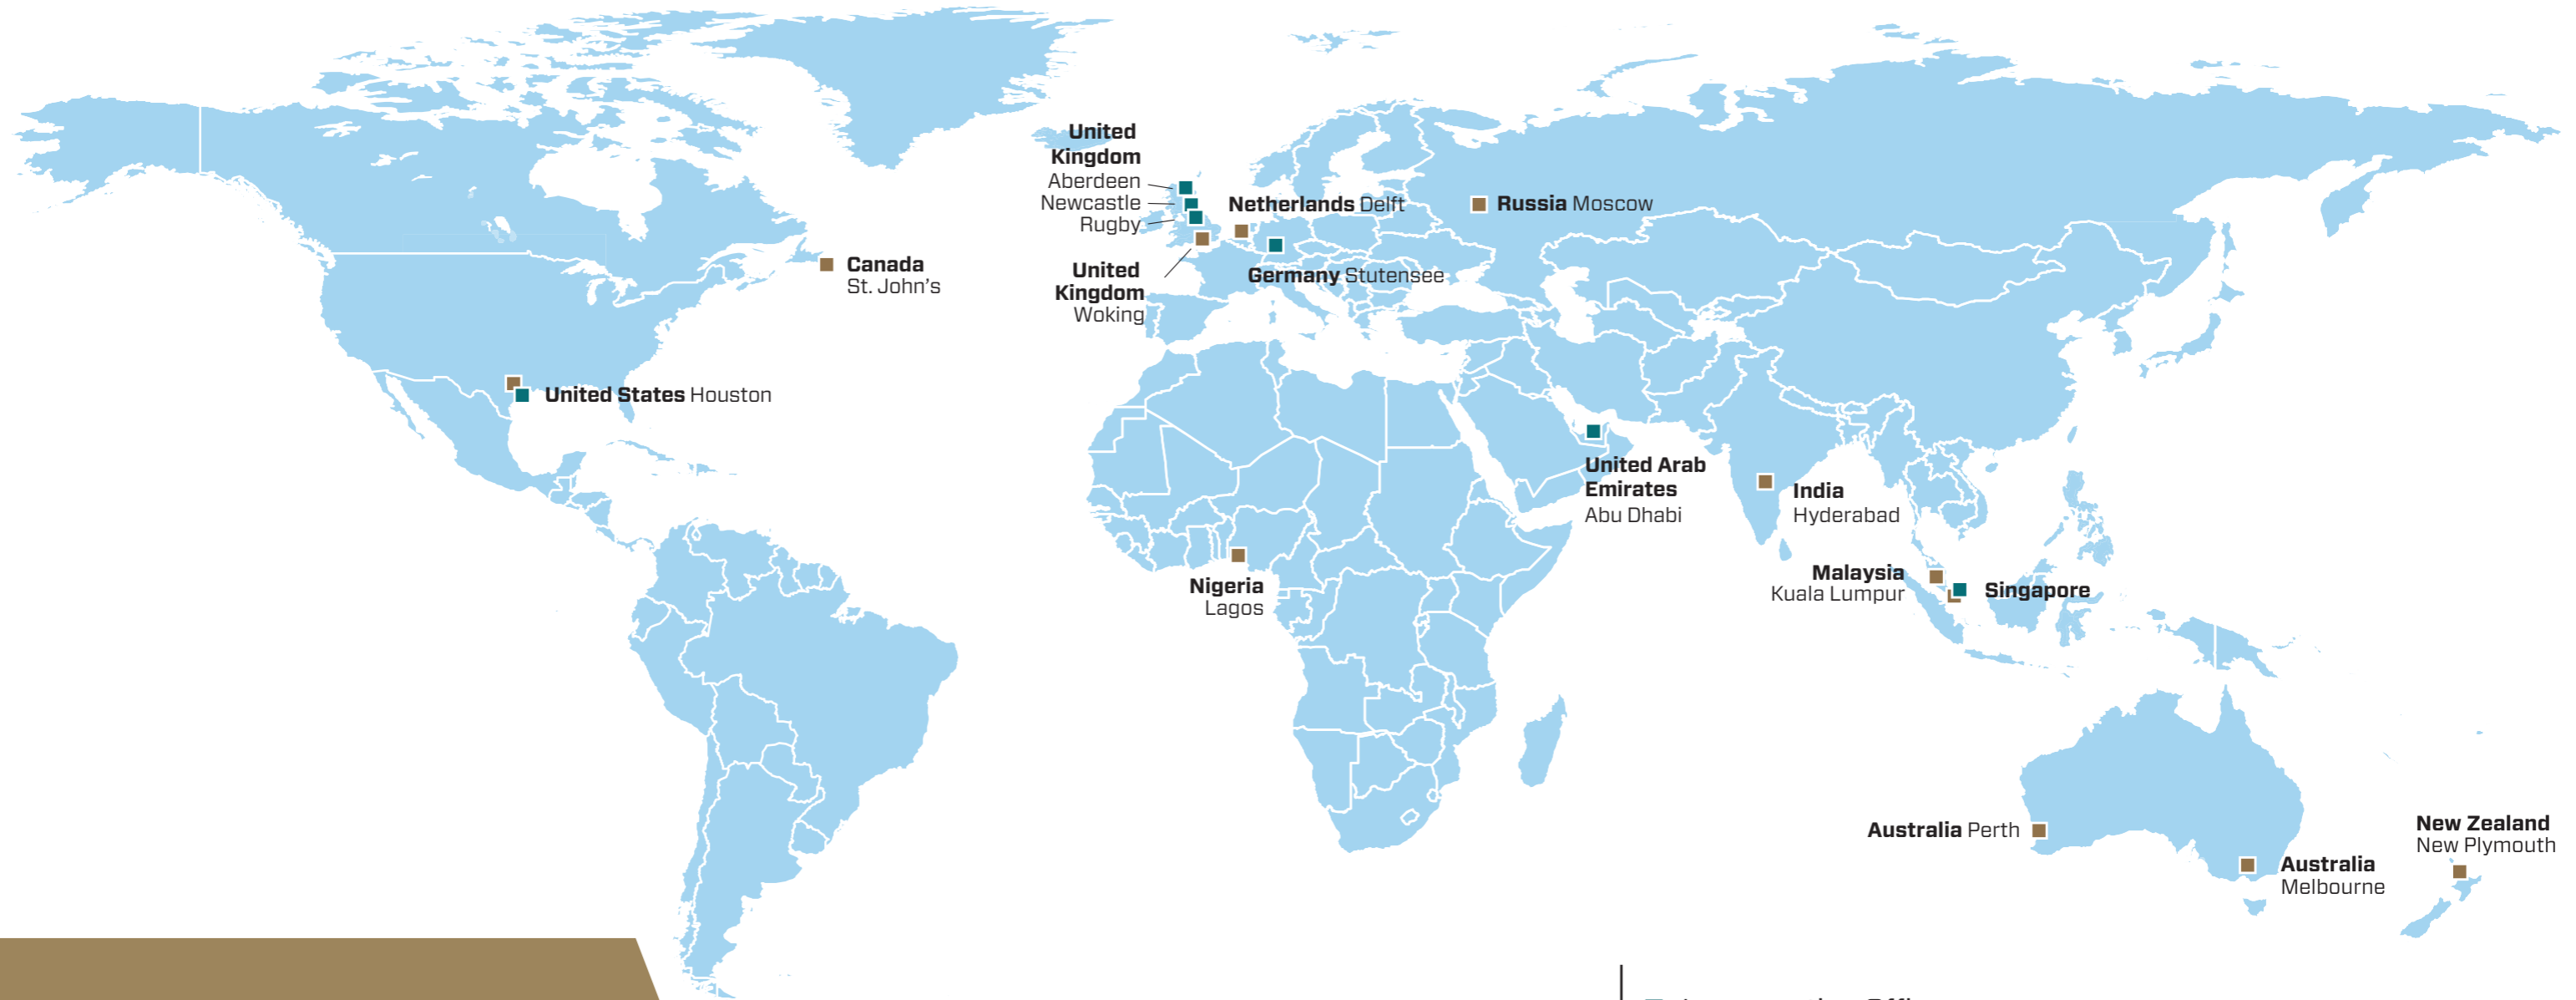 United
Kingdom
Aberdeen
Newcastle
Rugby
Netherlands Delft
Russia Moscow
Canada
St. John's
United
Kingdom
Woking
Germany Stutensee
United States Houston
United Arab
Emirates
Abu Dhabi
India
Hyderabad
Nigeria
Lagos
Malaysia
Kuala Lumpur
Singapore
Australia Perth
New Zealand
New Plymouth
Australia
Melbourne